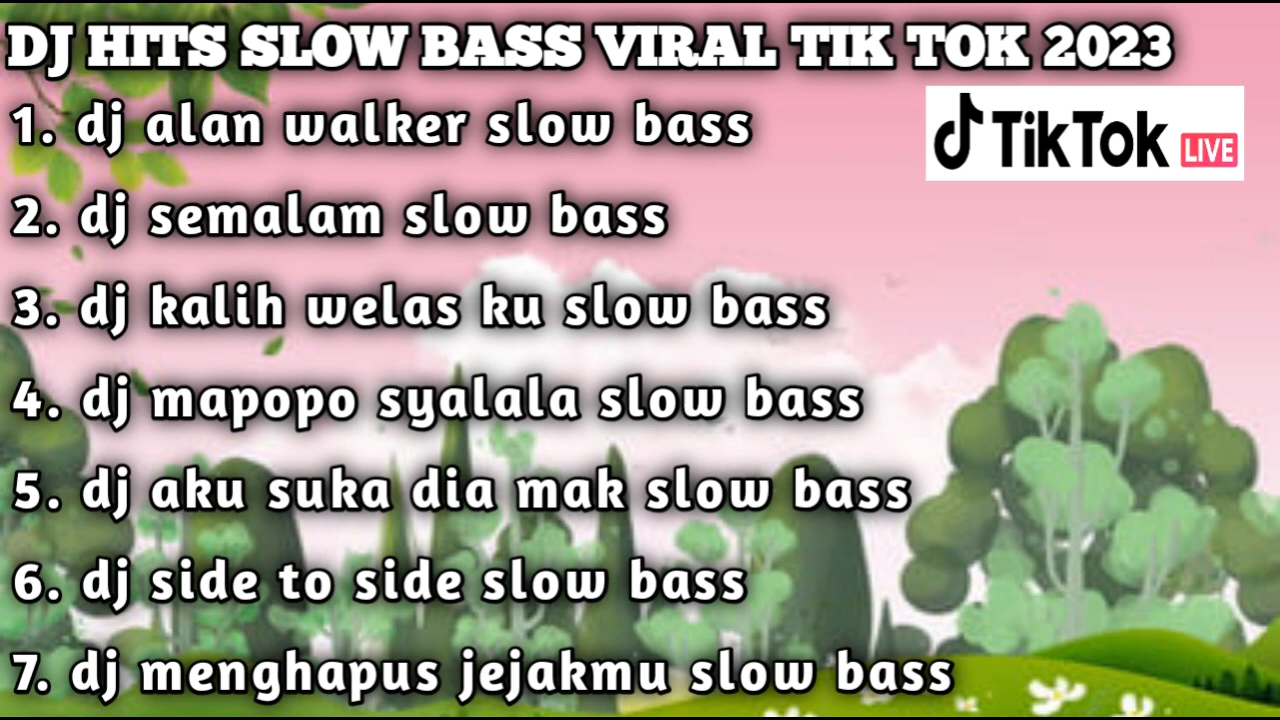 DJ HITS SLOW BASS VIRAL TIK TOK 2023
1. dj alan walker slow bass
TikTok LIVE
2. dj semalam slow bass
3. dj kalih welas ku slow bass
4. dj mapopo syalala slow bass
5. dj aku suka dia mak slow bass
6. dj side to side slow bass
7. dj menghapus jejakmu slow bass